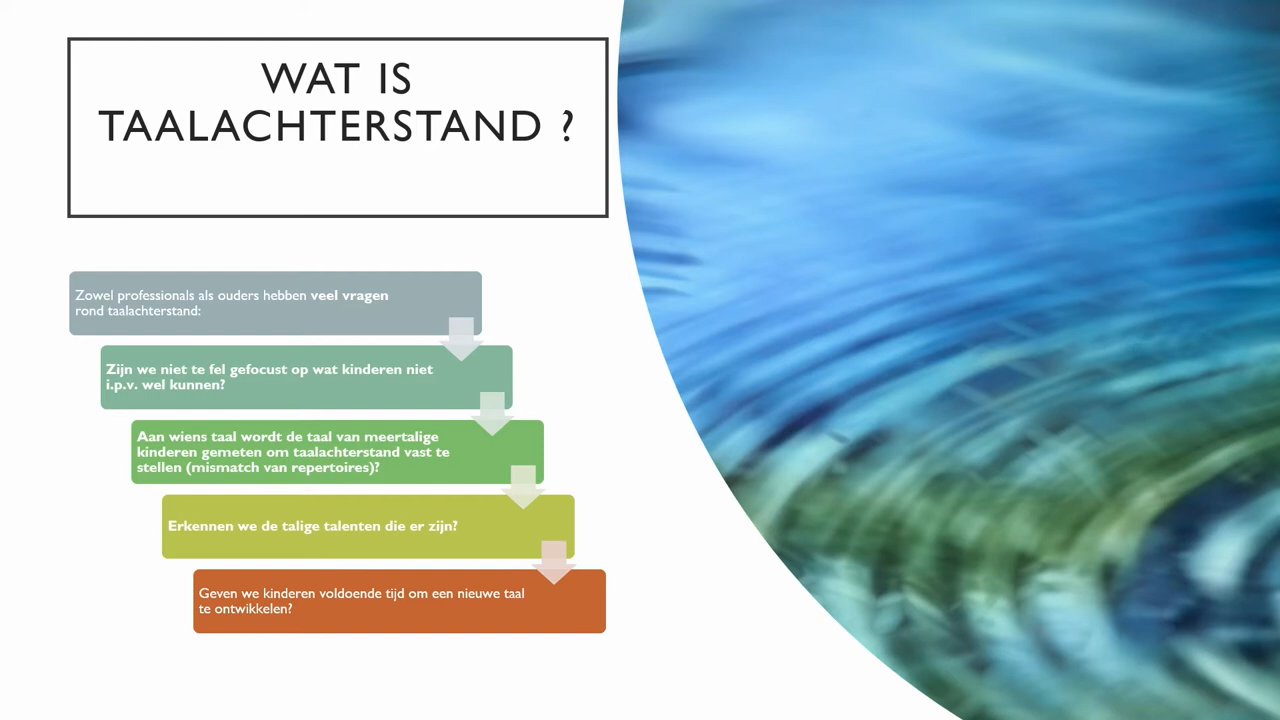 WAT IS
TAALACHTERSTAND ?
Zowel professionals als ouders hebben veel vragen
rond taalachterstand:
Zijn we niet te fel gefocust op wat kinderen niet
i.p.v. wel kunnen?
Aan wiens taal wordt de taal van meertalige
kinderen gemeten om taalachterstand vast te
stellen (mismatch van repertoires)?
Erkennen we de talige talenten die er zijn?
Geven we kinderen voldoende tijd om een nieuwe taal
te ontwikkelen?